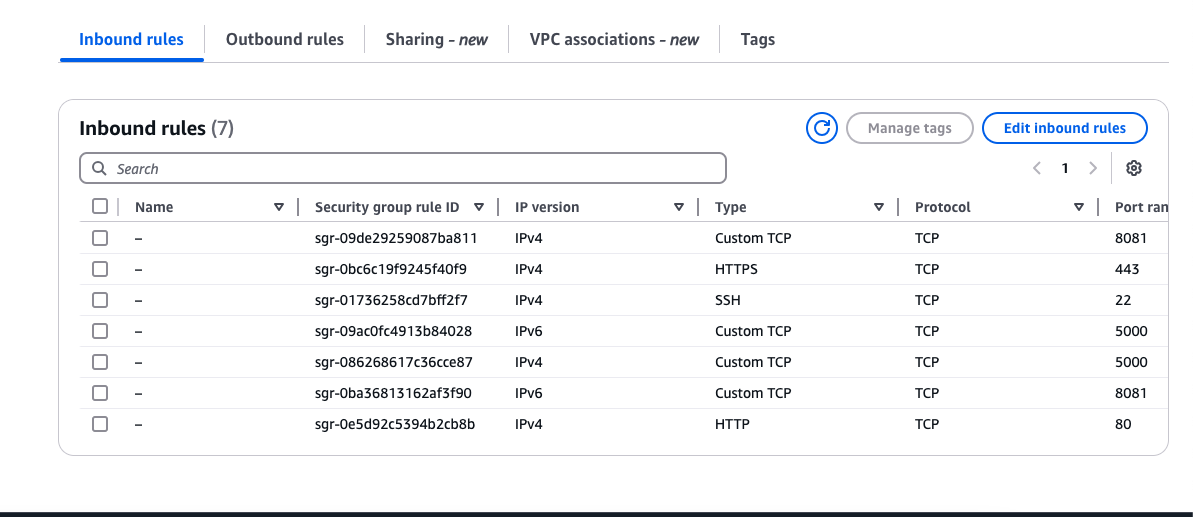 Inbound rules Outbound rules Sharing - new VPC associations - new Tags
Inbound rules (7) Manage tags Edit inbound rules
Search 1
Name Security group rule ID IP version Type Protocol Port ran
– sgr-09de29259087ba811 IPv4 Custom TCP TCP 8081
– sgr-0bc6c19f9245f40f9 IPv4 HTTPS TCP 443
– sgr-01736258cd7bff2f7 IPv4 SSH TCP 22
– sgr-09ac0fc4913b84028 IPv6 Custom TCP TCP 5000
– sgr-086268617c36cce87 IPv4 Custom TCP TCP 5000
– sgr-0ba36813162af3f90 IPv6 Custom TCP TCP 8081
– sgr-0e5d92c5394b2cb8b IPv4 HTTP TCP 80